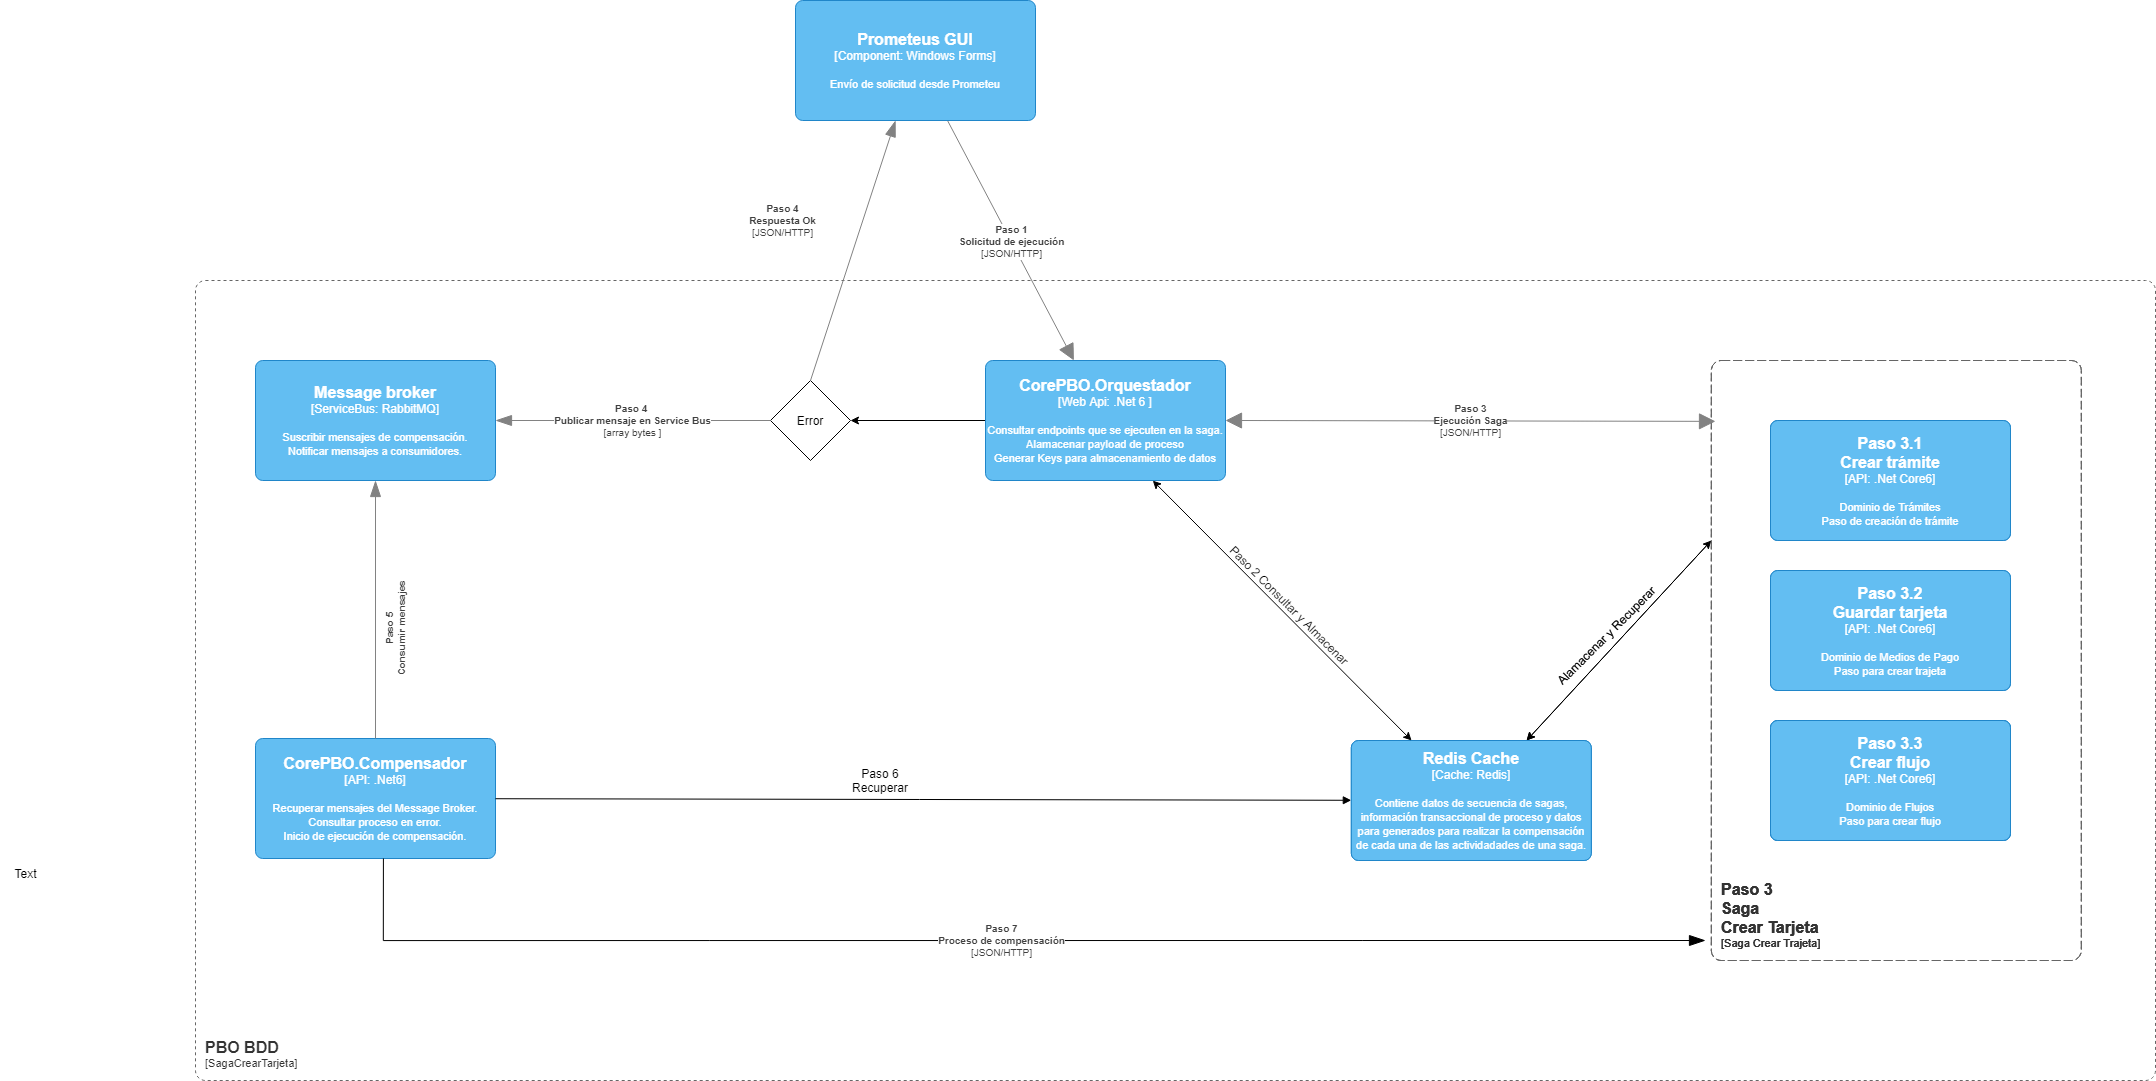 Prometeus GUI
[Component: Windows Forms]
Envío de solicitud desde Prometeu
Paso 4
Respuesta Ok
[JSON/HTTP]
Paso 1
Solicitud de ejecución
[JSON/HTTP]
Message broker
[ServiceBus: RabbitMQ]
Suscribir mensajes de compensación.
Notificar mensajes a consumidores.
Paso 4
Publicar mensaje en Service Bus
[array bytes ]
Error
CorePBO.Orquestador
[Web Api: .Net 6 ]
Consultar endpoints que se ejecuten en la saga.
Alamacenar payload de proceso
Generar Keys para almacenamiento de datos
Paso 3
Ejecución Saga
[JSON/HTTP]
Paso 3.1
Crear trámite
[API: .Net Core6]
Dominio de Trámites
Paso de creación de trámite
Paso 3.2
Guardar tarjeta
[API: .Net Core6]
Dominio de Medios de Pago
Paso para crear trajeta
Paso 3.3
Crear flujo
[API: .Net Core6]
Dominio de Flujos
Paso para crear flujo
Paso 3
Saga
Crear Tarjeta
[Saga Crear Trajeta]
Paso 5
Consumir mensajes
Paso 2 Consultar y Almacenar
Alamacenar y Recuperar
CorePBO.Compensador
[API: .Net6]
Recuperar mensajes del Message Broker.
Consultar proceso en error.
Inicio de ejecución de compensación.
Paso 6
Recuperar
Redis Cache
[Cache: Redis]
Contiene datos de secuencia de sagas,
información transaccional de proceso y datos
para generados para realizar la compensación
de cada una de las actividadades de una saga.
Text
Paso 7
Proceso de compensación
[JSON/HTTP]
PBO BDD
[SagaCrearTarjeta]